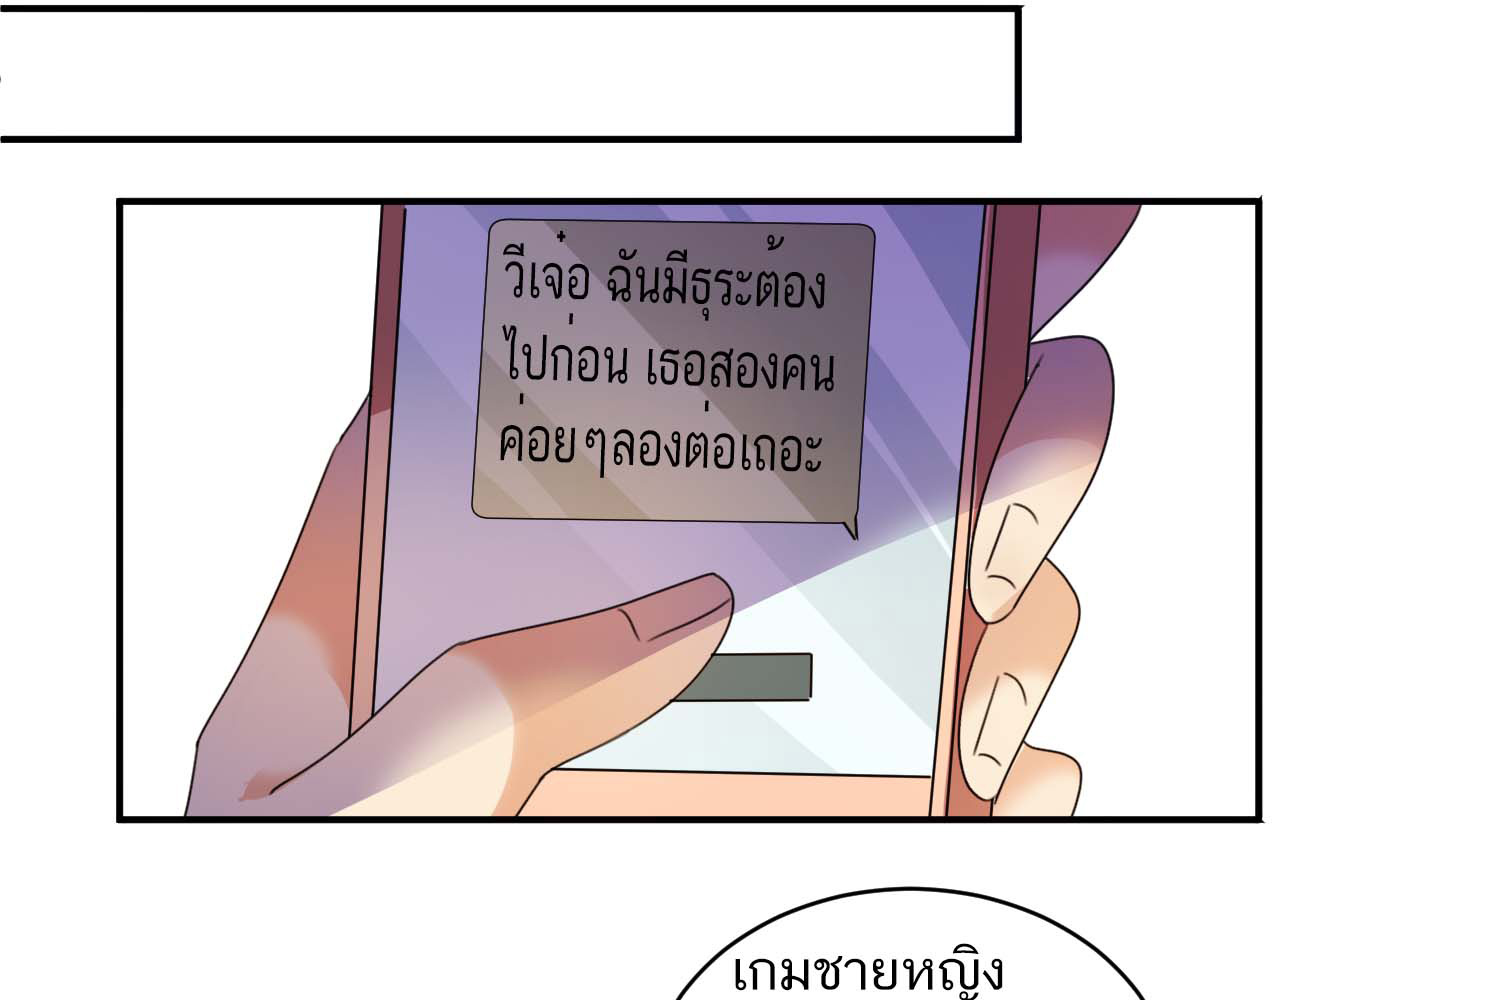 วีเจ๋อ ฉันมีธุระต้อง
ไปก่อน เธอสองคน
ค่อยๆลองต่อเถอะ
เกมชายหญิง